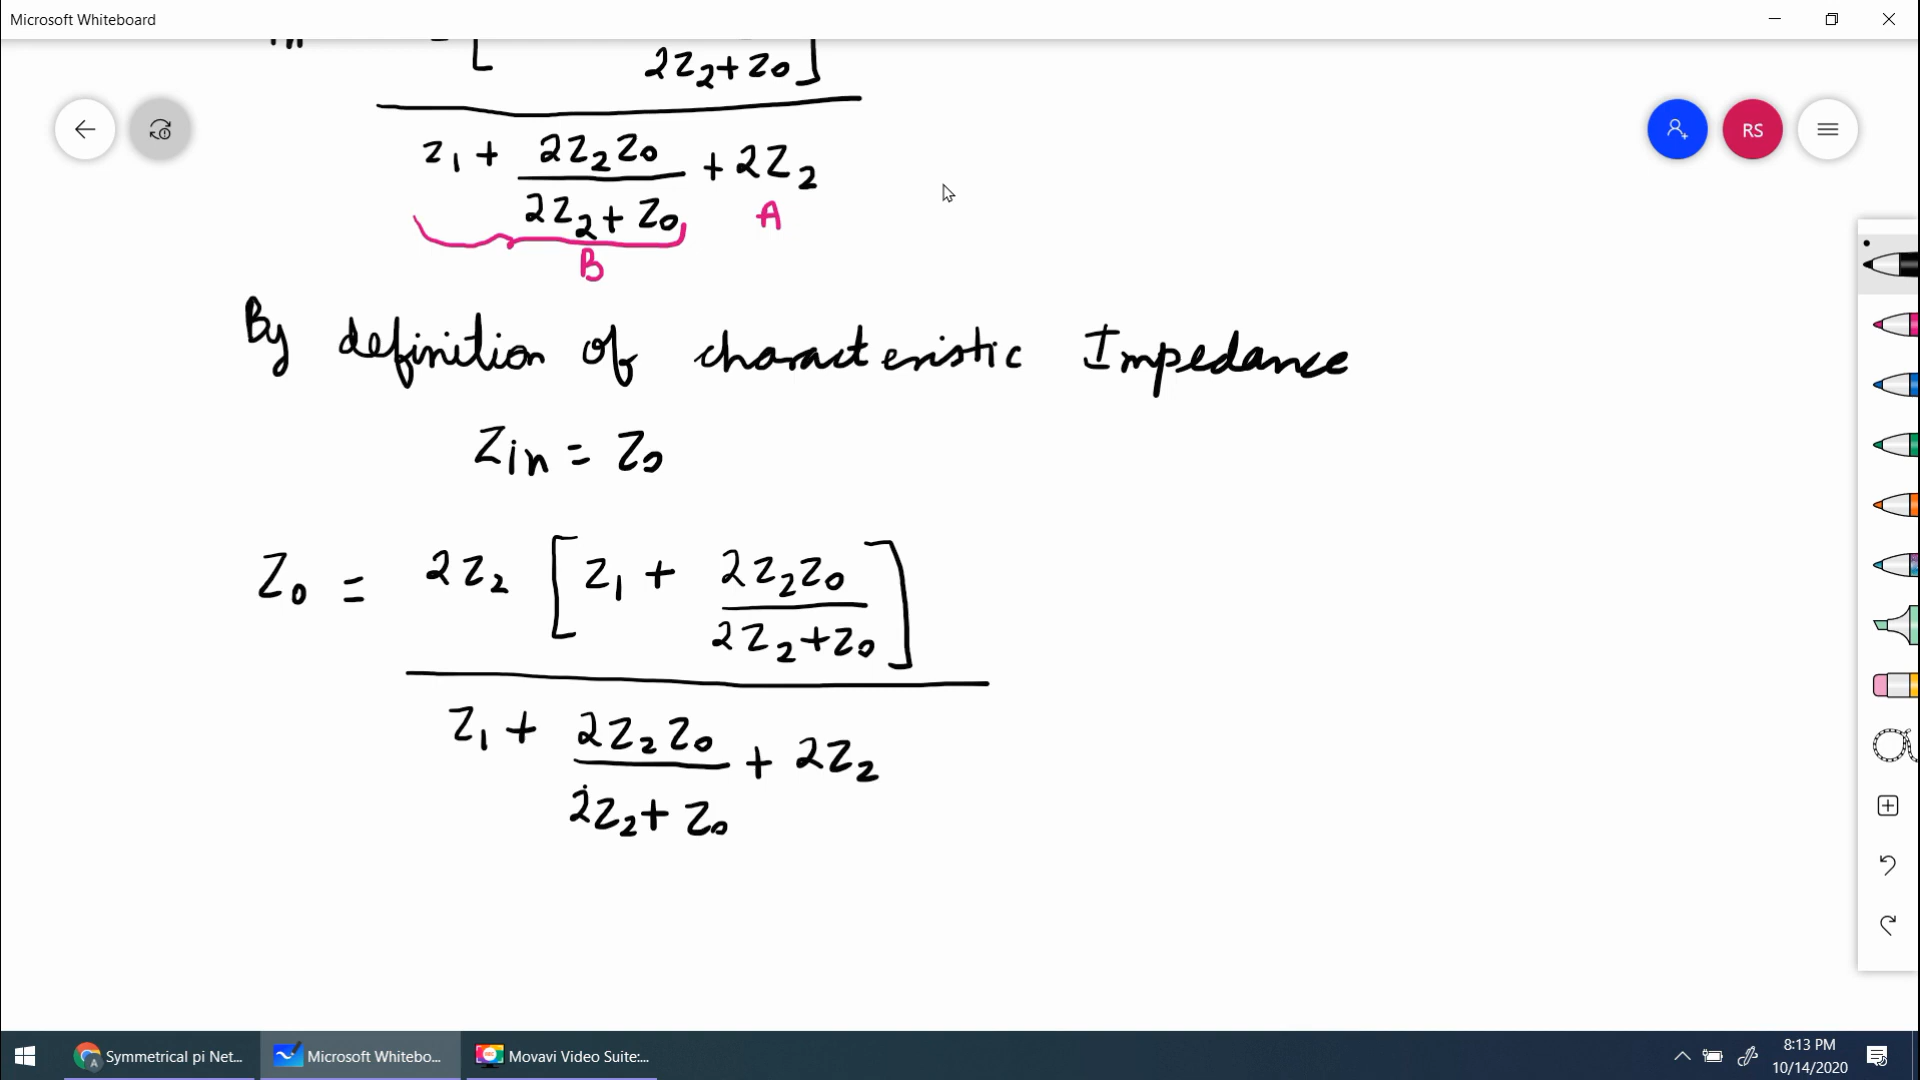 Microsoft Whiteboard
in
2Z₂+Z₀]
Z₁ + 2Z₂Z₀ + 2Z₂
2Z₂ + Z₀
A
B
RS
By definition of characteristic Impedance
Zin = Z₀
Z₀ = 2Z₂ [Z₁ + 2Z₂Z₀]
2Z₂+Z₀
Z₁ + 2Z₂Z₀ + 2Z₂
2Z₂+ Z₀
Symmetrical pi Net...
Microsoft Whitebo...
Movavi Video Suite:...
8:13 PM
10/14/2020